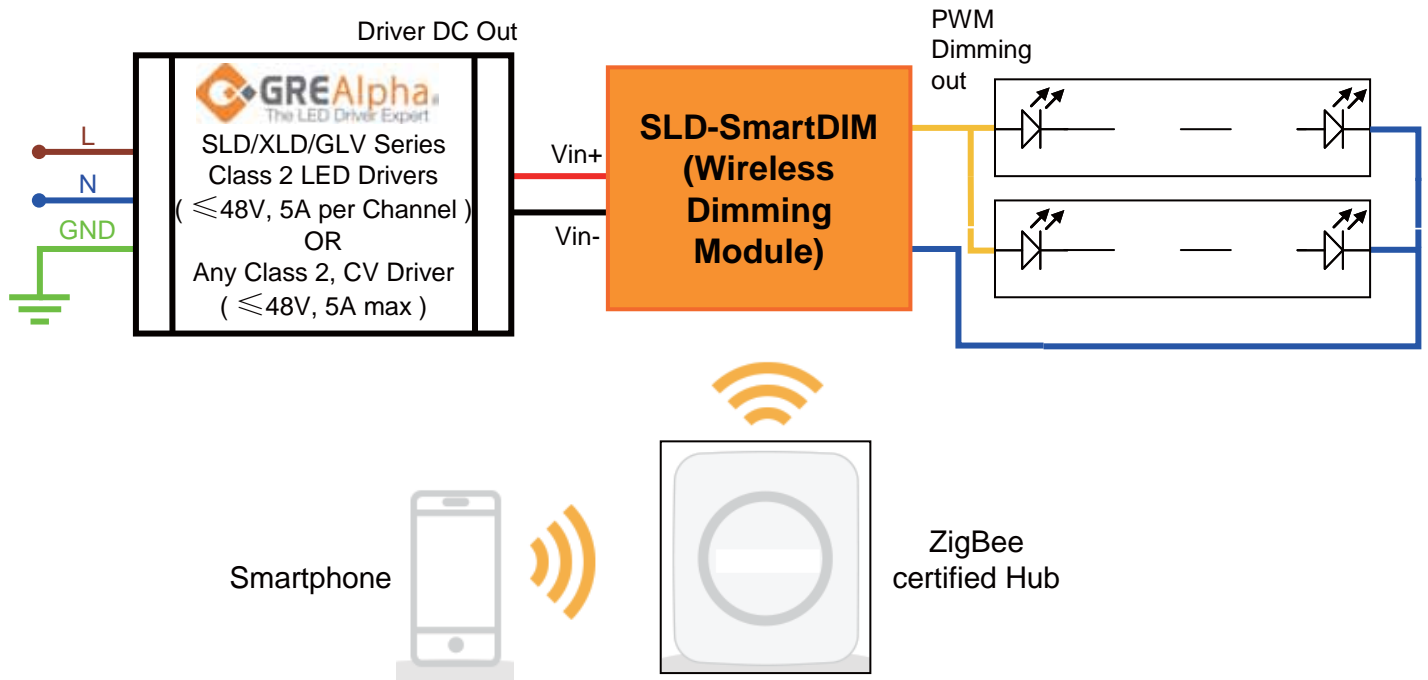 Driver DC Out
PWM
Dimming
out
GREAlpha
The LED Driver Expert
SLD/XLD/GLV Series
Class 2 LED Drivers
( ≤48V, 5A per Channel )
OR
Any Class 2, CV Driver
( ≤48V, 5A max )
L
N
GND
Vin+
Vin-
SLD-SmartDIM
(Wireless
Dimming
Module)
Smartphone
ZigBee
certified Hub